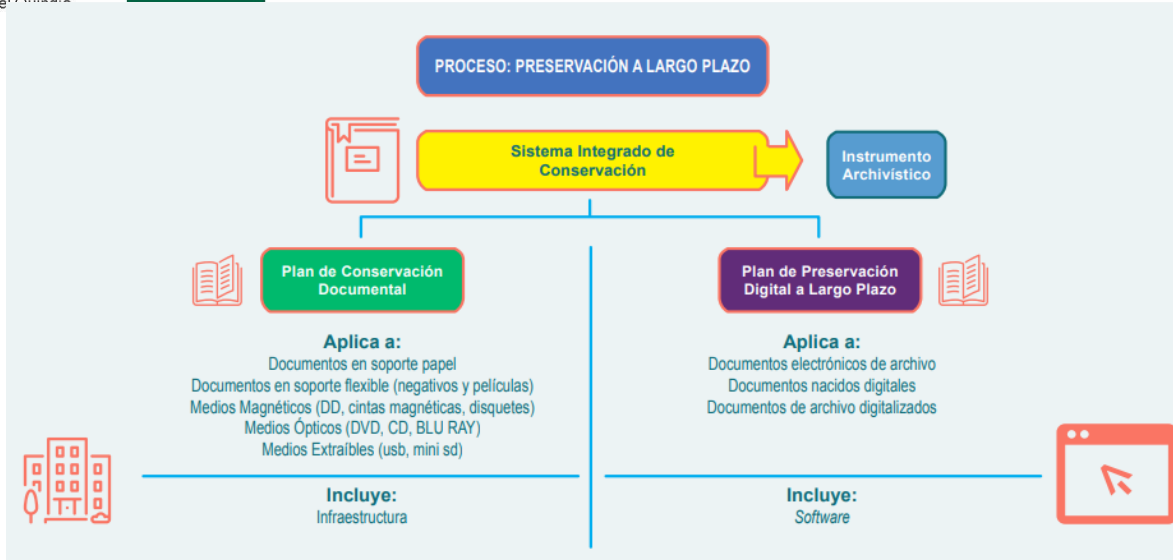 PROCESO: PRESERVACIÓN A LARGO PLAZO
Sistema Integrado de
Conservación
Instrumento
Archivístico
Plan de Conservación
Documental
Aplica a:
Documentos en soporte papel
Documentos en soporte flexible (negativos y películas)
Medios Magnéticos (DD, cintas magnéticas, disquetes)
Medios Ópticos (DVD, CD, BLU RAY)
Medios Extraíbles (usb, mini sd)
Incluye:
Infraestructura
Plan de Preservación
Digital a Largo Plazo
Aplica a:
Documentos electrónicos de archivo
Documentos nacidos digitales
Documentos de archivo digitalizados
Incluye:
Software